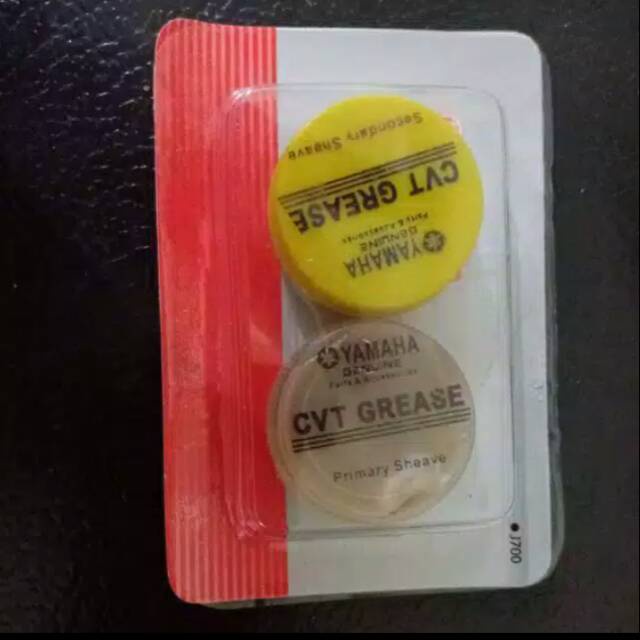 YAMAHA
GENUINE
Parts & Accessories
CVT GREASE
Secondary Sheave
YAMAHA
GENUINE
Parts & Accessories
CVT GREASE
Primary Sheave
J700